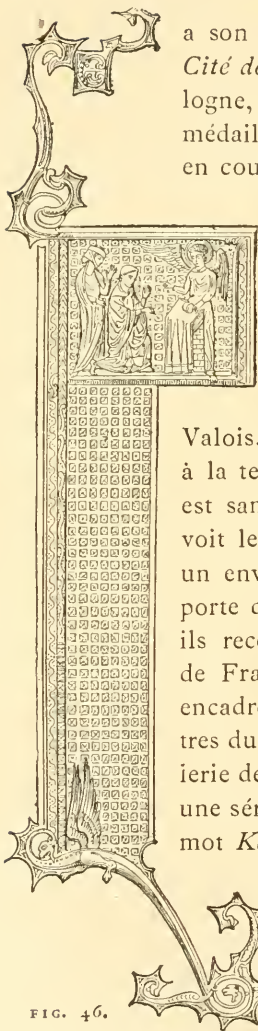 a son
Cité de
logne,
médail
en cou
Valois.
à la te
est san
voit le
un env
porte d
ils rec
de Fra
encadre
tres du
ierie de
une sér
mot K
FIG. 46.